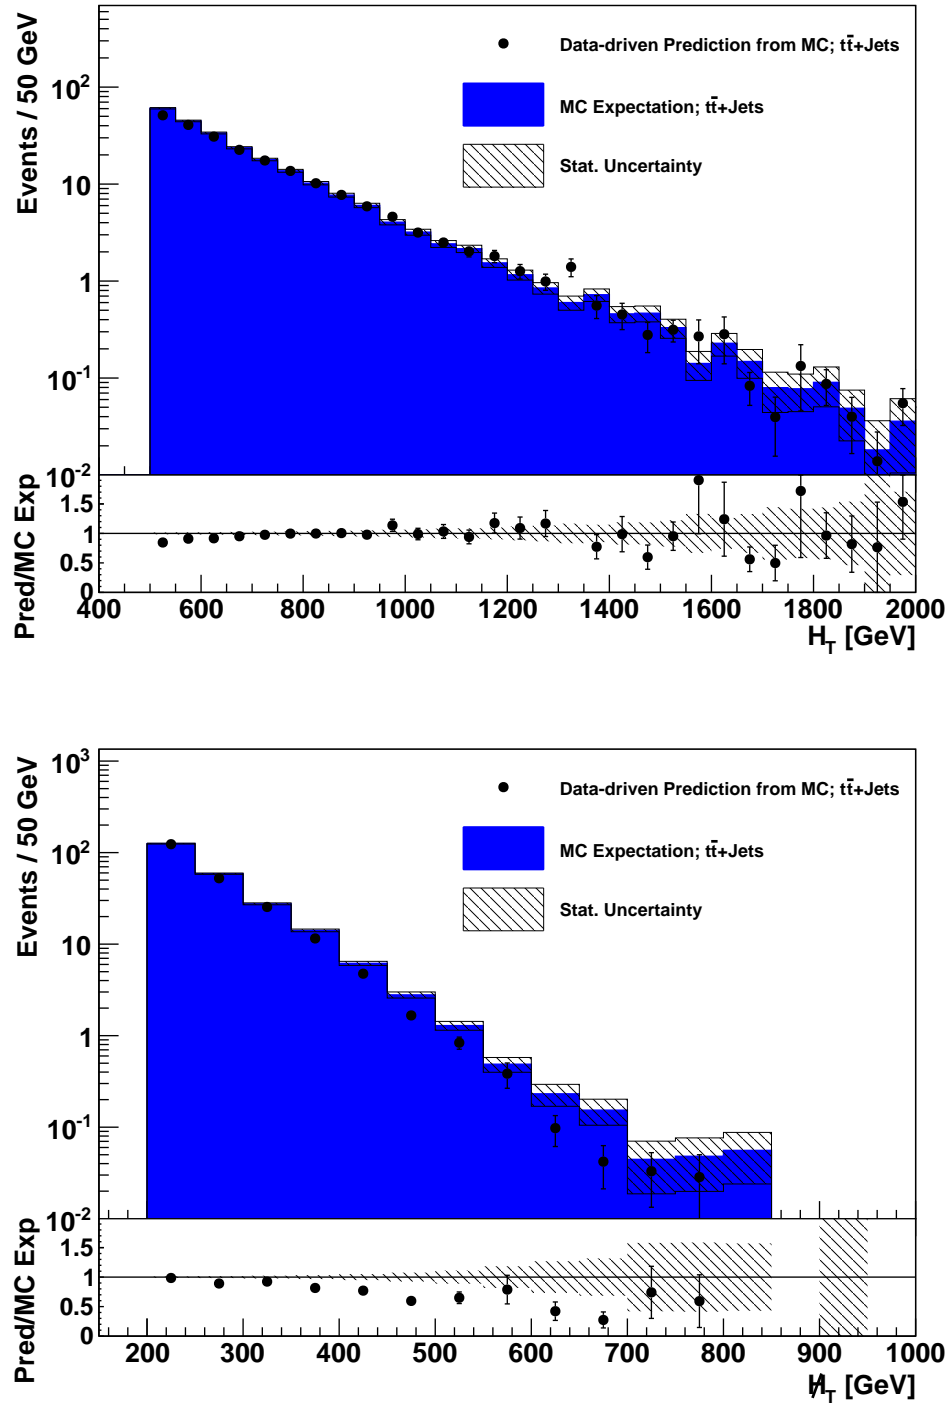 Events / 50 GeV
Data-driven Prediction from MC; tt̄+Jets
MC Expectation; tt̄+Jets
Stat. Uncertainty
10²
10
1
10⁻¹
10⁻²
Pred/MC Exp
1.5
1
0.5
0
400 600 800 1000 1200 1400 1600 1800 2000
H_T [GeV]
Events / 50 GeV
Data-driven Prediction from MC; tt̄+Jets
MC Expectation; tt̄+Jets
Stat. Uncertainty
10³
10²
10
1
10⁻¹
10⁻²
Pred/MC Exp
1.5
1
0.5
0
200 300 400 500 600 700 800 900 1000
H̸_T [GeV]